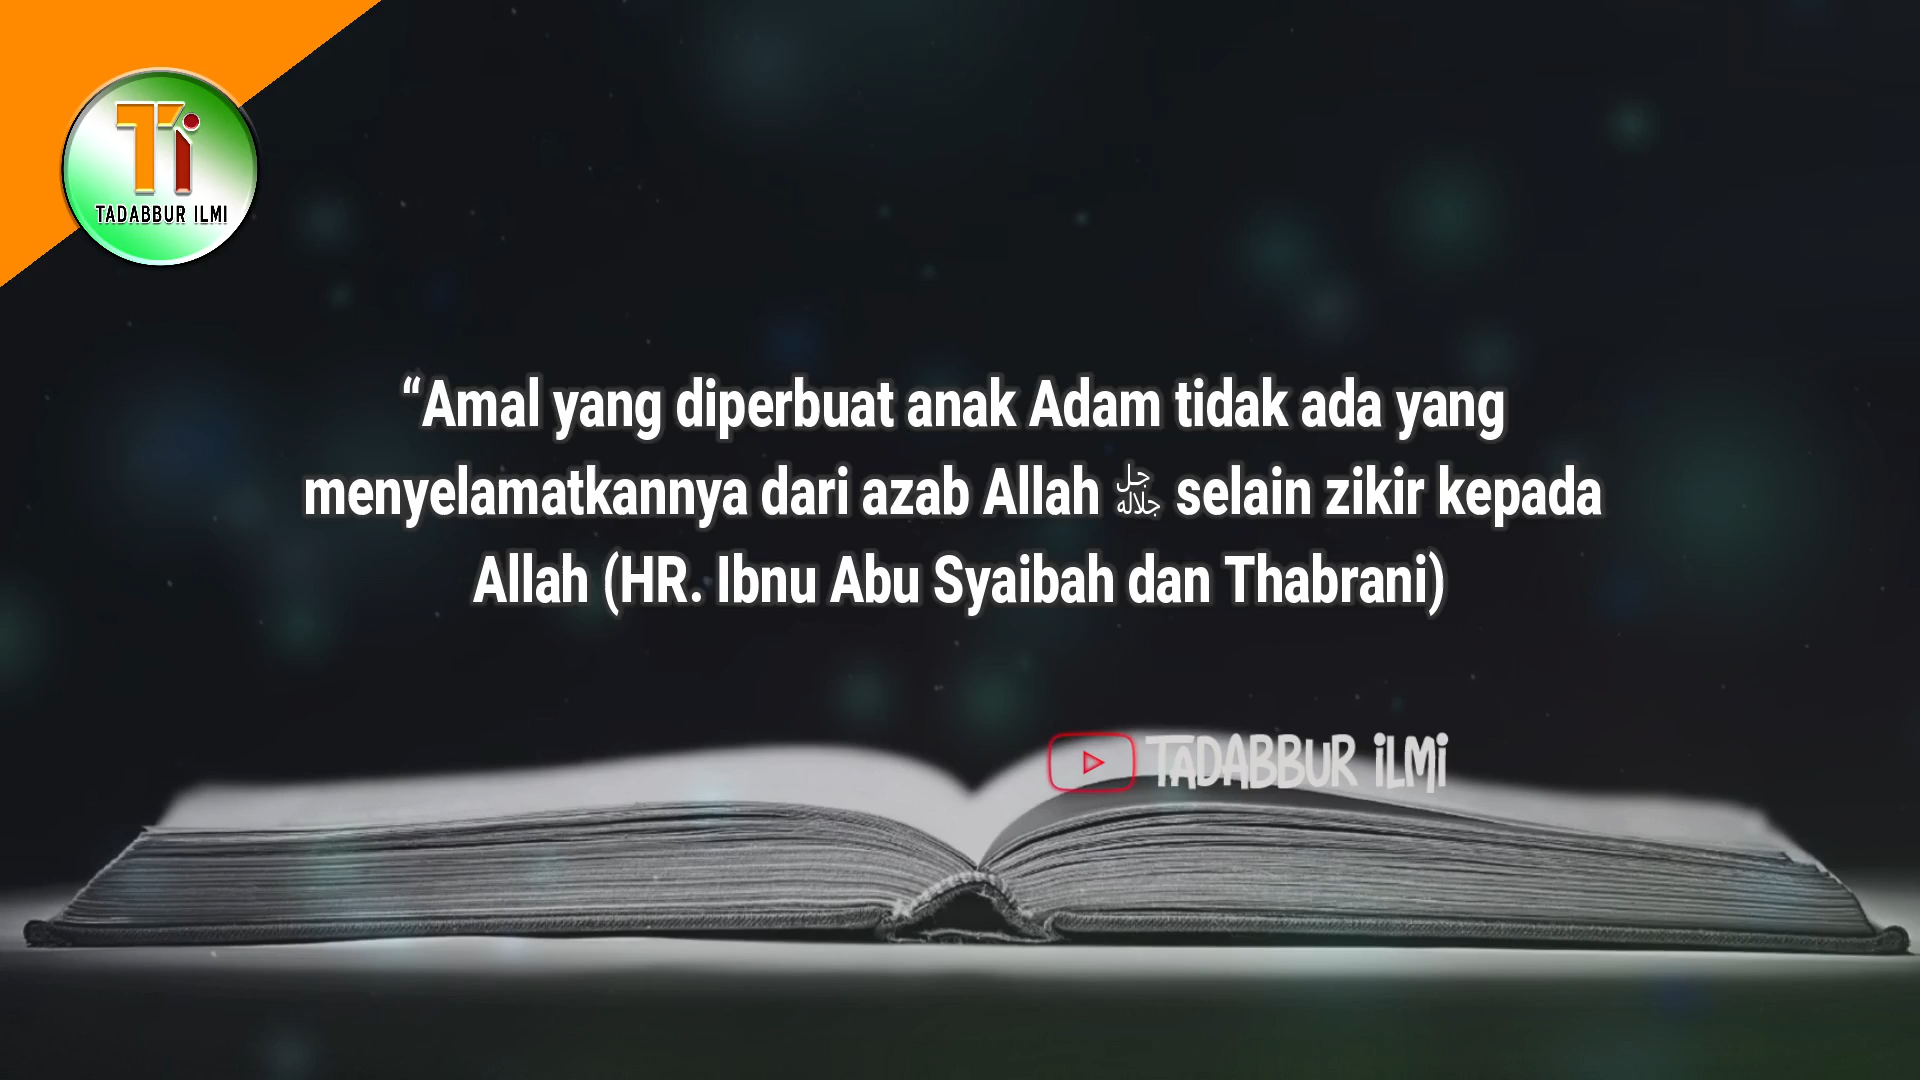 Ti
TADABBUR ILMI
“Amal yang diperbuat anak Adam tidak ada yang
menyelamatkannya dari azab Allah ﷻ selain zikir kepada
Allah (HR. Ibnu Abu Syaibah dan Thabrani)
TADABBUR iLMi